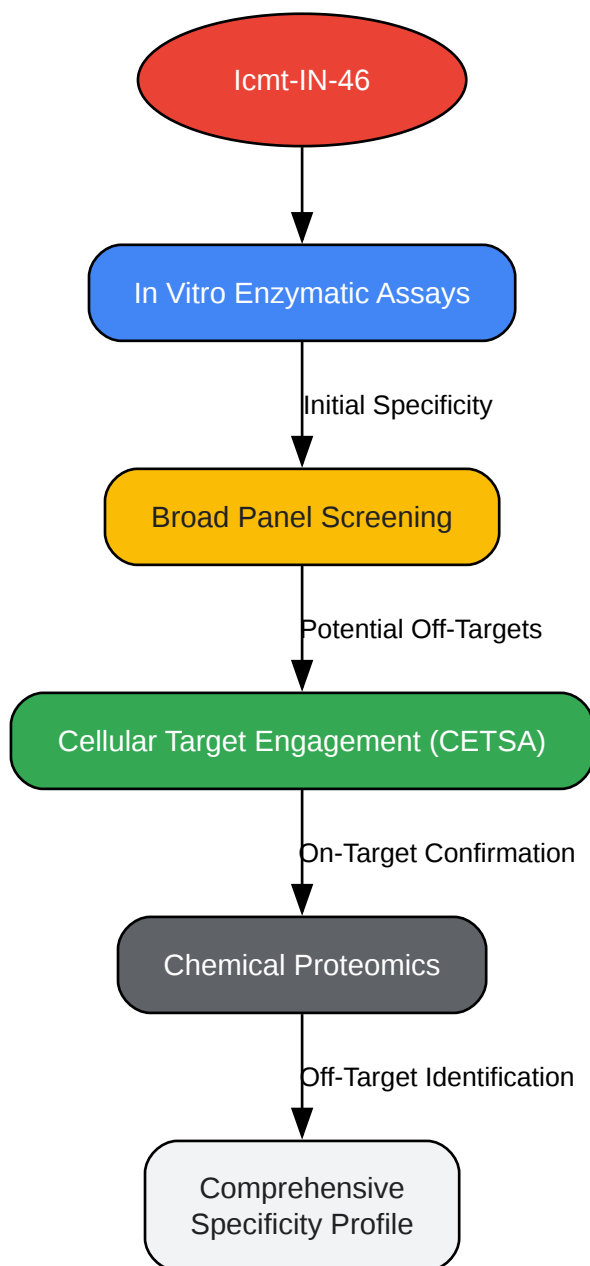 Icmt-IN-46
In Vitro Enzymatic Assays
Initial Specificity
Broad Panel Screening
Potential Off-Targets
Cellular Target Engagement (CETSA)
On-Target Confirmation
Chemical Proteomics
Off-Target Identification
Comprehensive
Specificity Profile